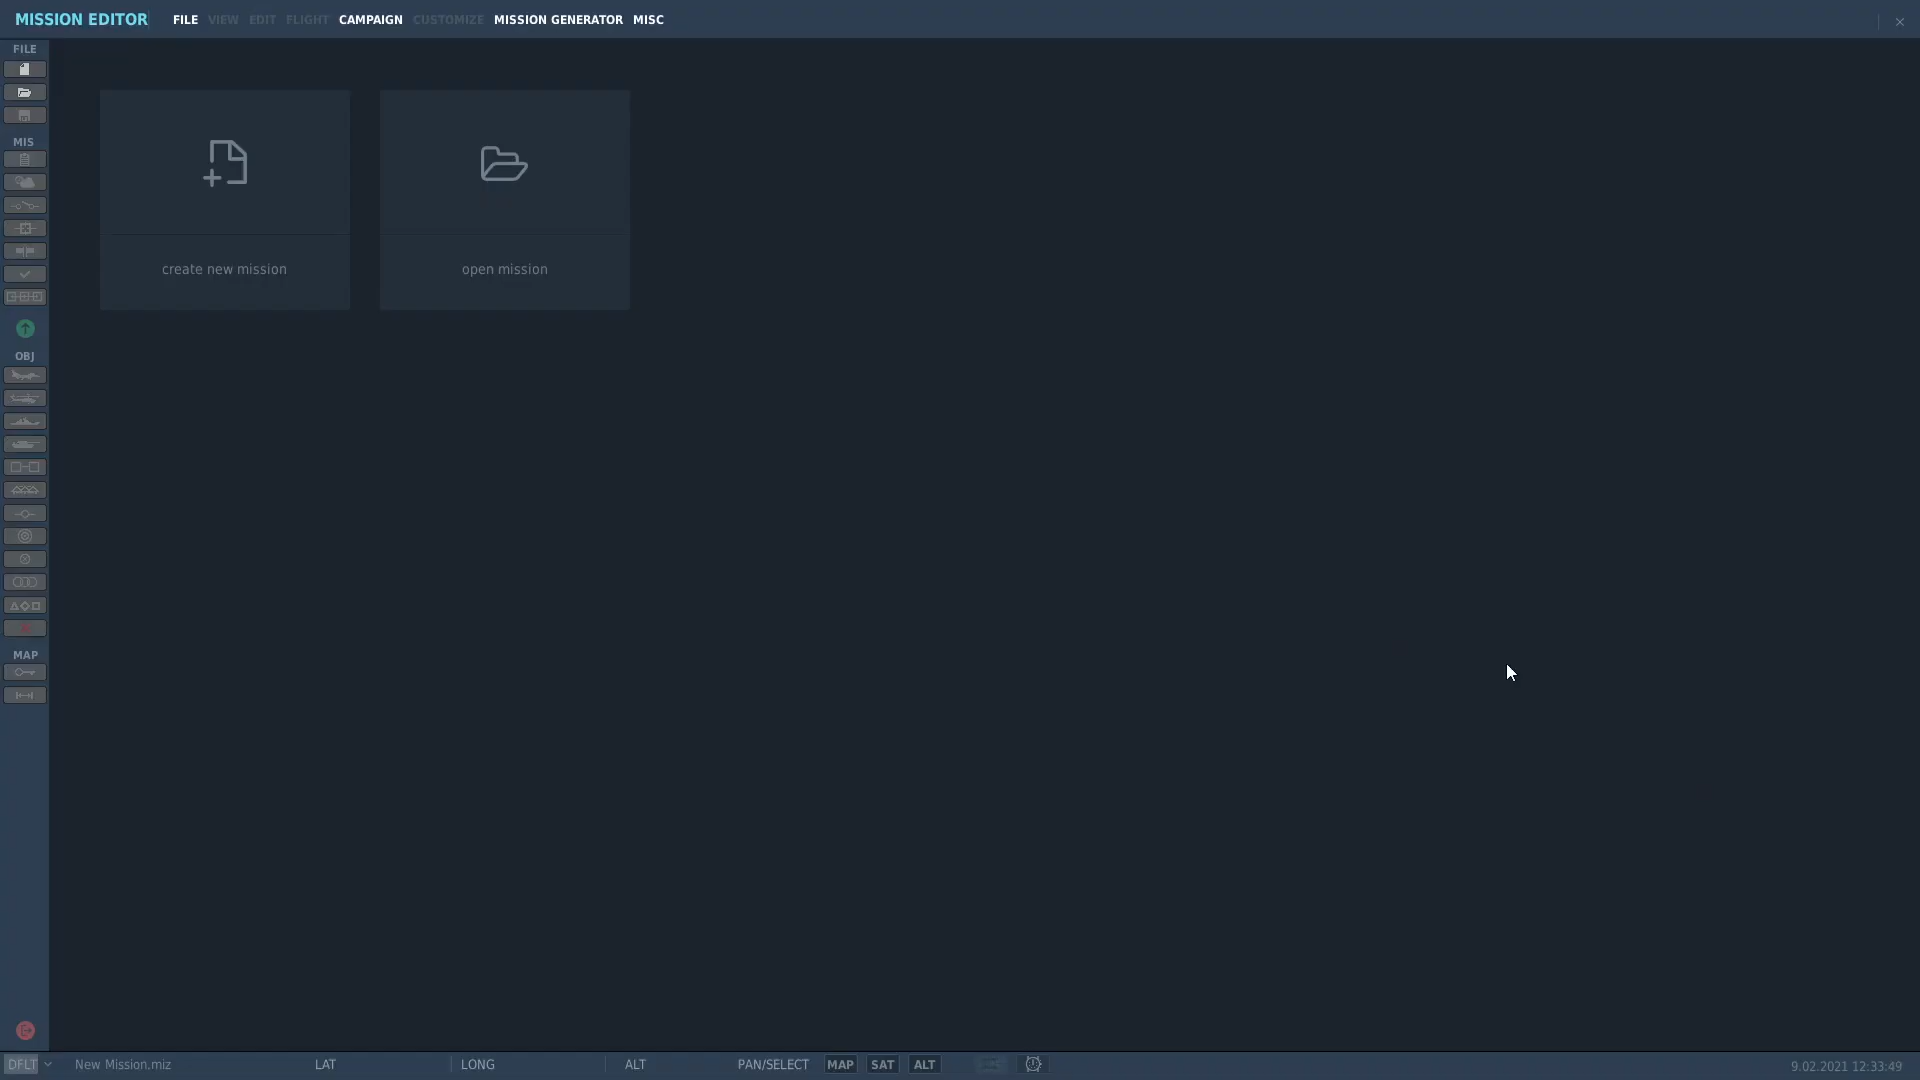 MISSION EDITOR FILE VIEW EDIT FLIGHT CAMPAIGN CUSTOMIZE MISSION GENERATOR MISC
FILE
MIS
OBJ
MAP
create new mission
open mission
DFLT New Mission.miz LAT LONG ALT PAN/SELECT MAP SAT ALT 9.02.2021 12:33:49